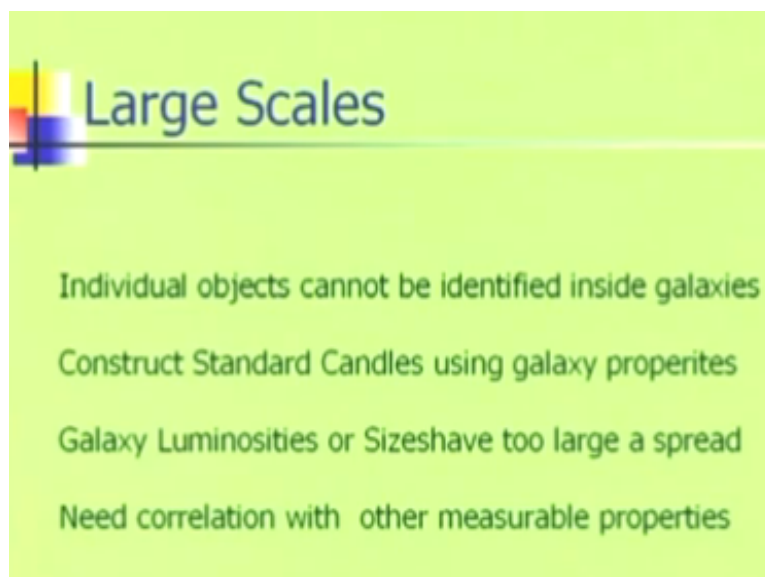 Large Scales
Individual objects cannot be identified inside galaxies
Construct Standard Candles using galaxy properites
Galaxy Luminosities or Sizeshave too large a spread
Need correlation with other measurable properties